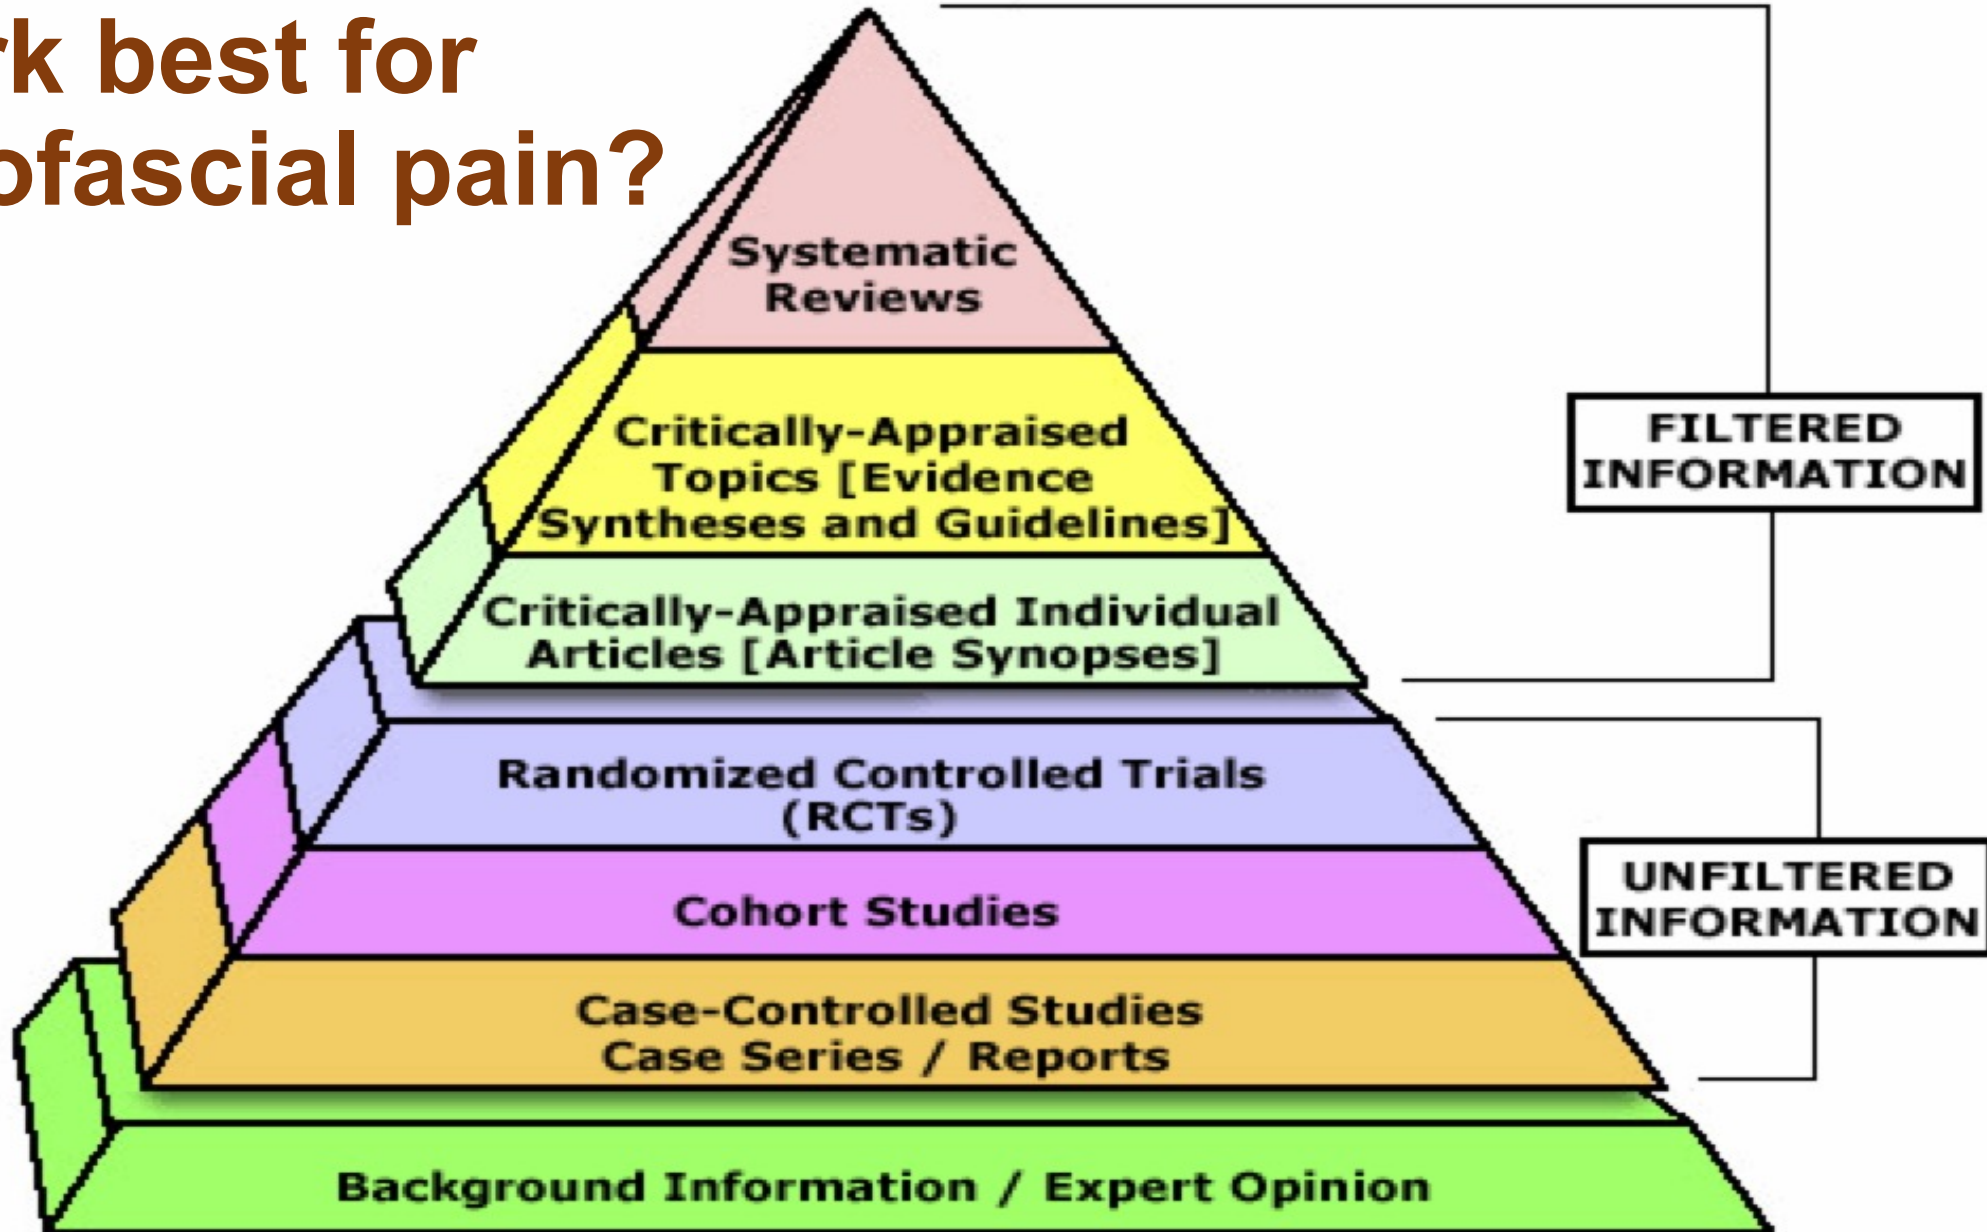 rk best for
ofascial pain?
Systematic
Reviews
Critically-Appraised
Topics [Evidence
Syntheses and Guidelines]
Critically-Appraised Individual
Articles [Article Synopses]
Randomized Controlled Trials
(RCTs)
Cohort Studies
Case-Controlled Studies
Case Series / Reports
Background Information / Expert Opinion
FILTERED
INFORMATION
UNFILTERED
INFORMATION